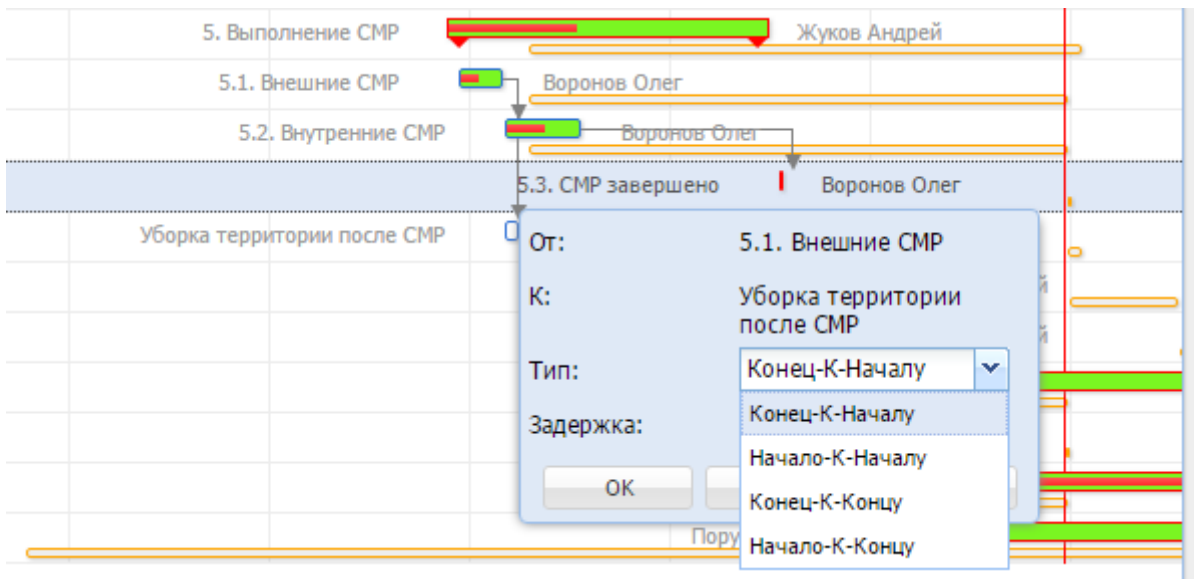 5. Выполнение СМР
Жуков Андрей
5.1. Внешние СМР
Воронов Олег
5.2. Внутренние СМР
Воронов Олег
5.3. СМР завершено
Воронов Олег
Уборка территории после СМР
От:
5.1. Внешние СМР
К:
Уборка территории
после СМР
й
й
Тип:
Конец-К-Началу
Задержка:
Конец-К-Началу
Начало-К-Началу
OK
Конец-К-Концу
Пору
Начало-К-Концу